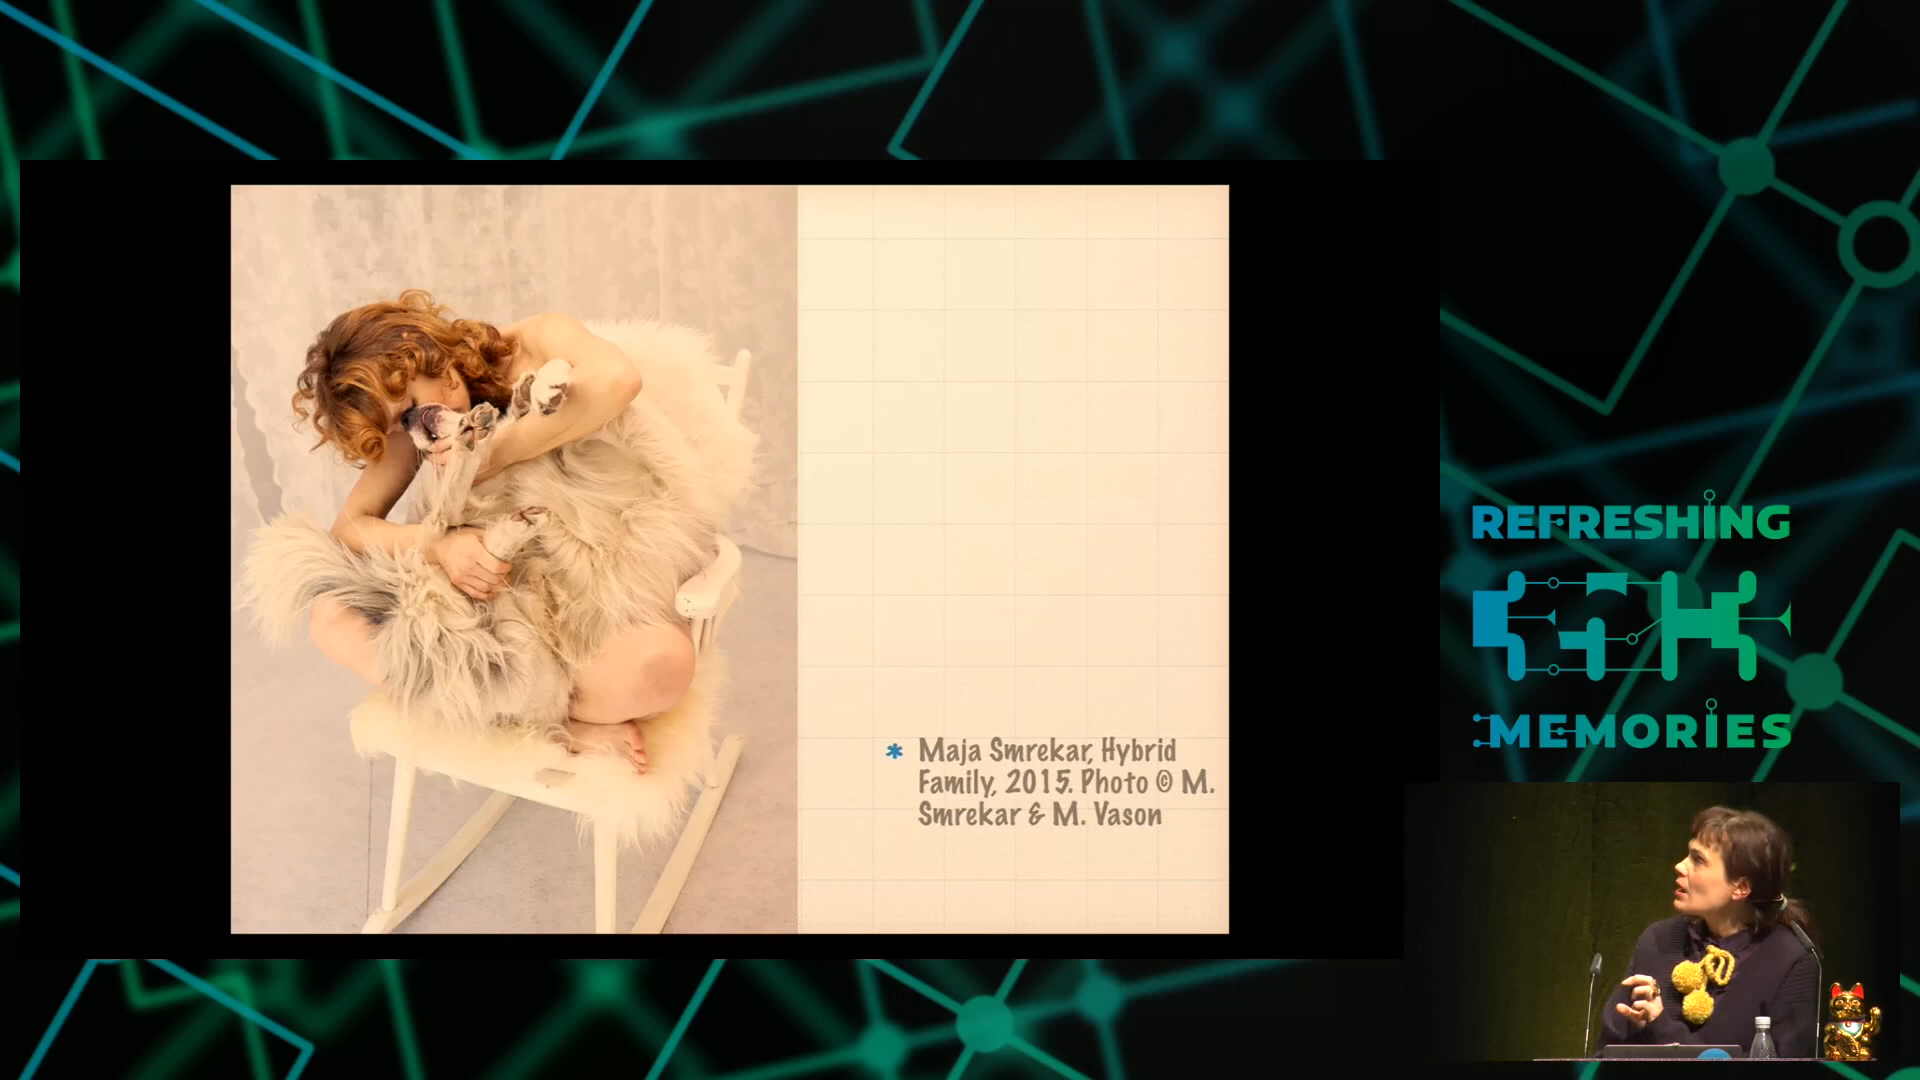 * Maja Smrekar, Hybrid
Family, 2015. Photo © M.
Smrekar & M. Vason
REFRESHING
MEMORIES